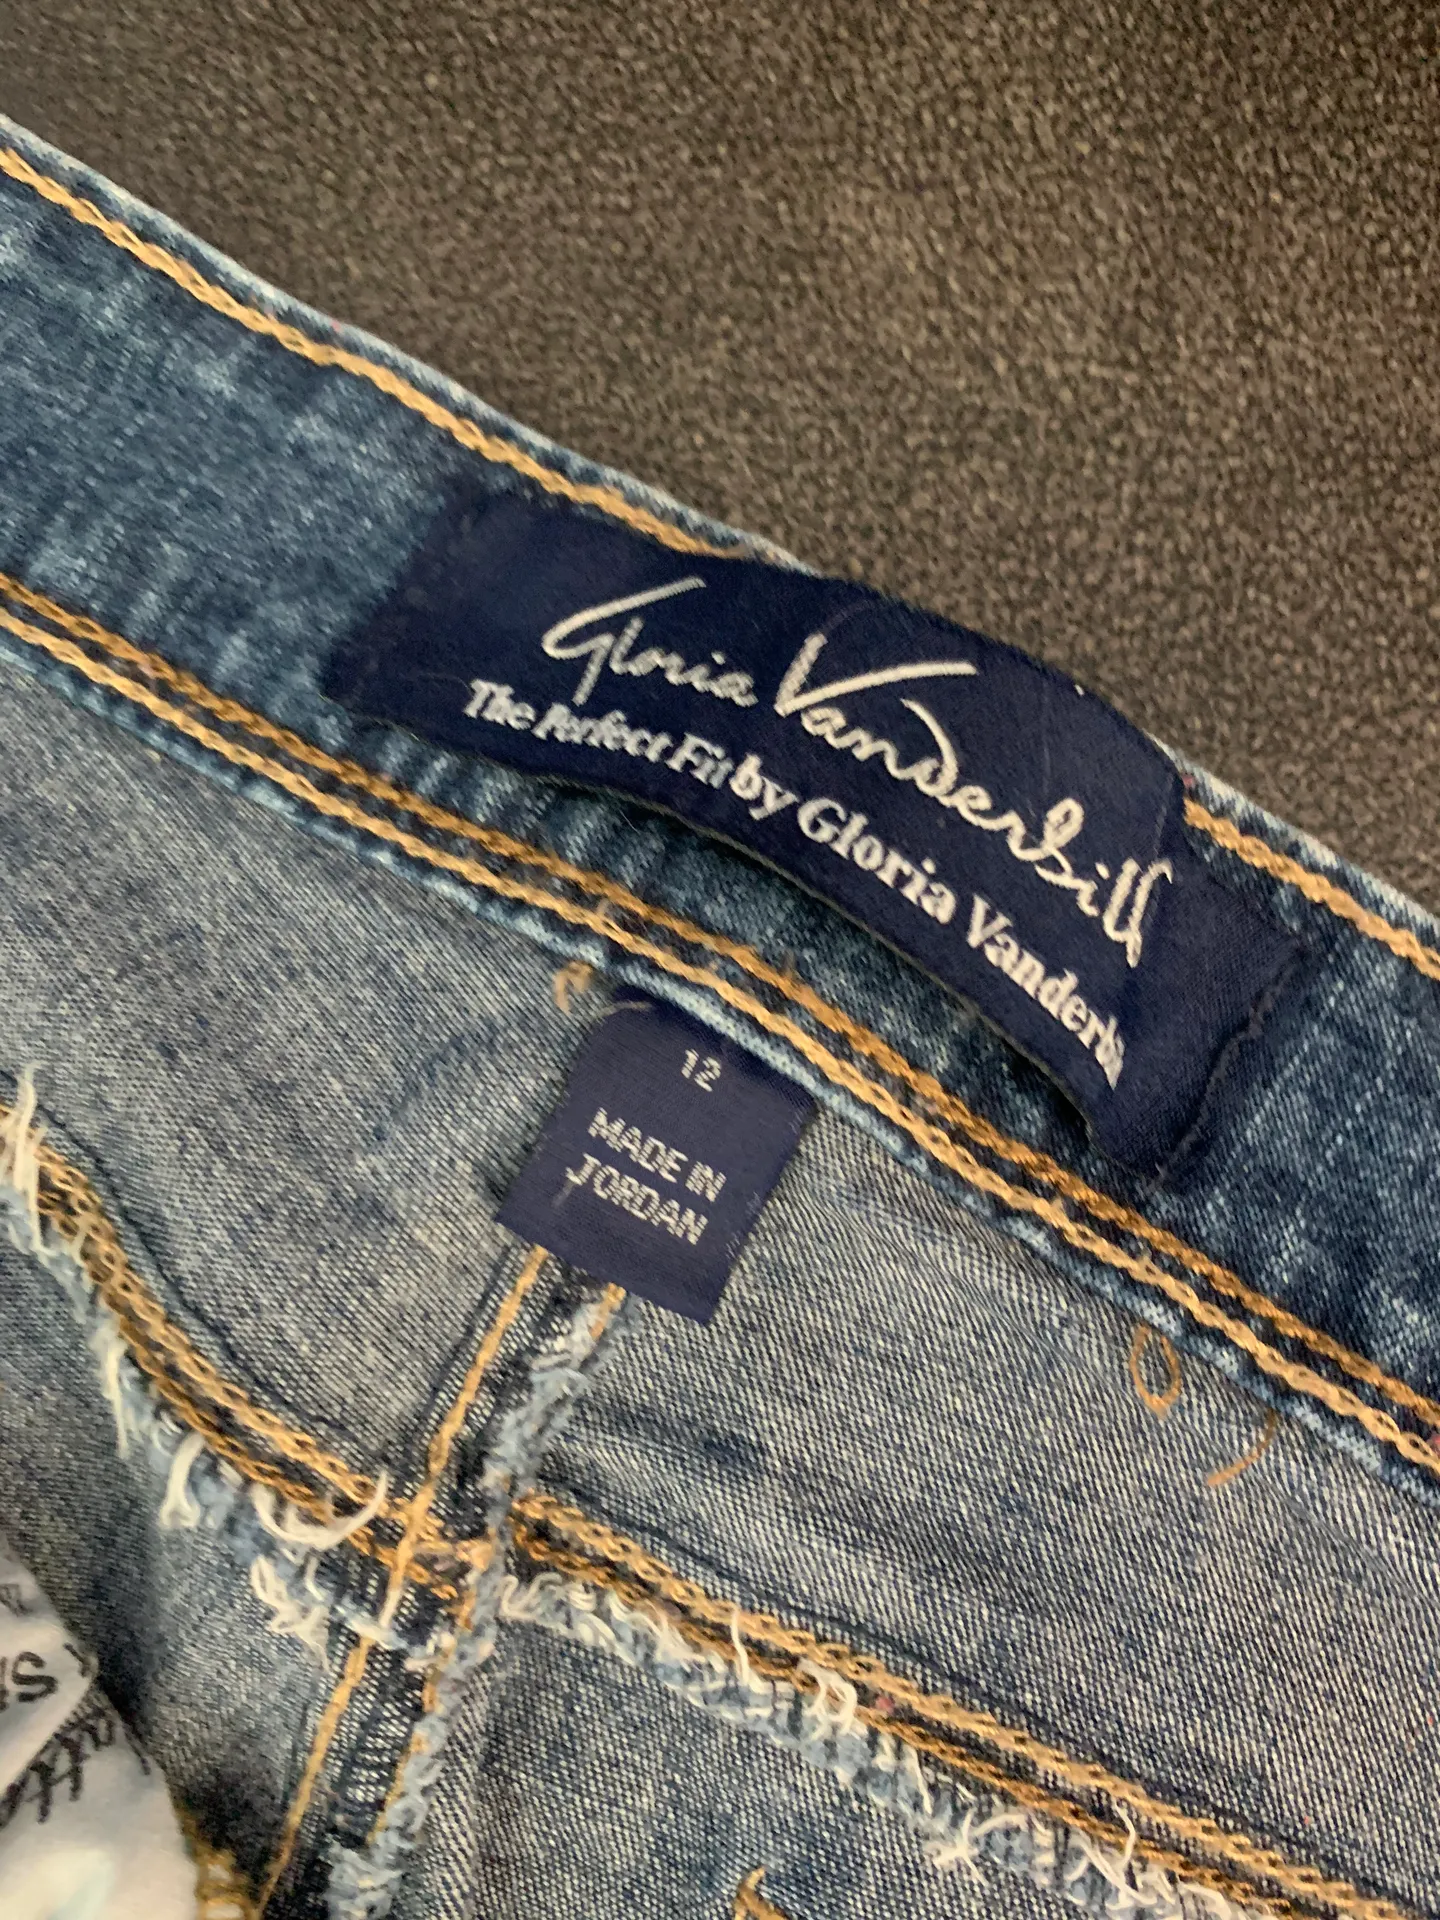 Gloria Vanderbilt
The Perfect Fit by Gloria Vanderbilt
12
MADE IN
JORDAN